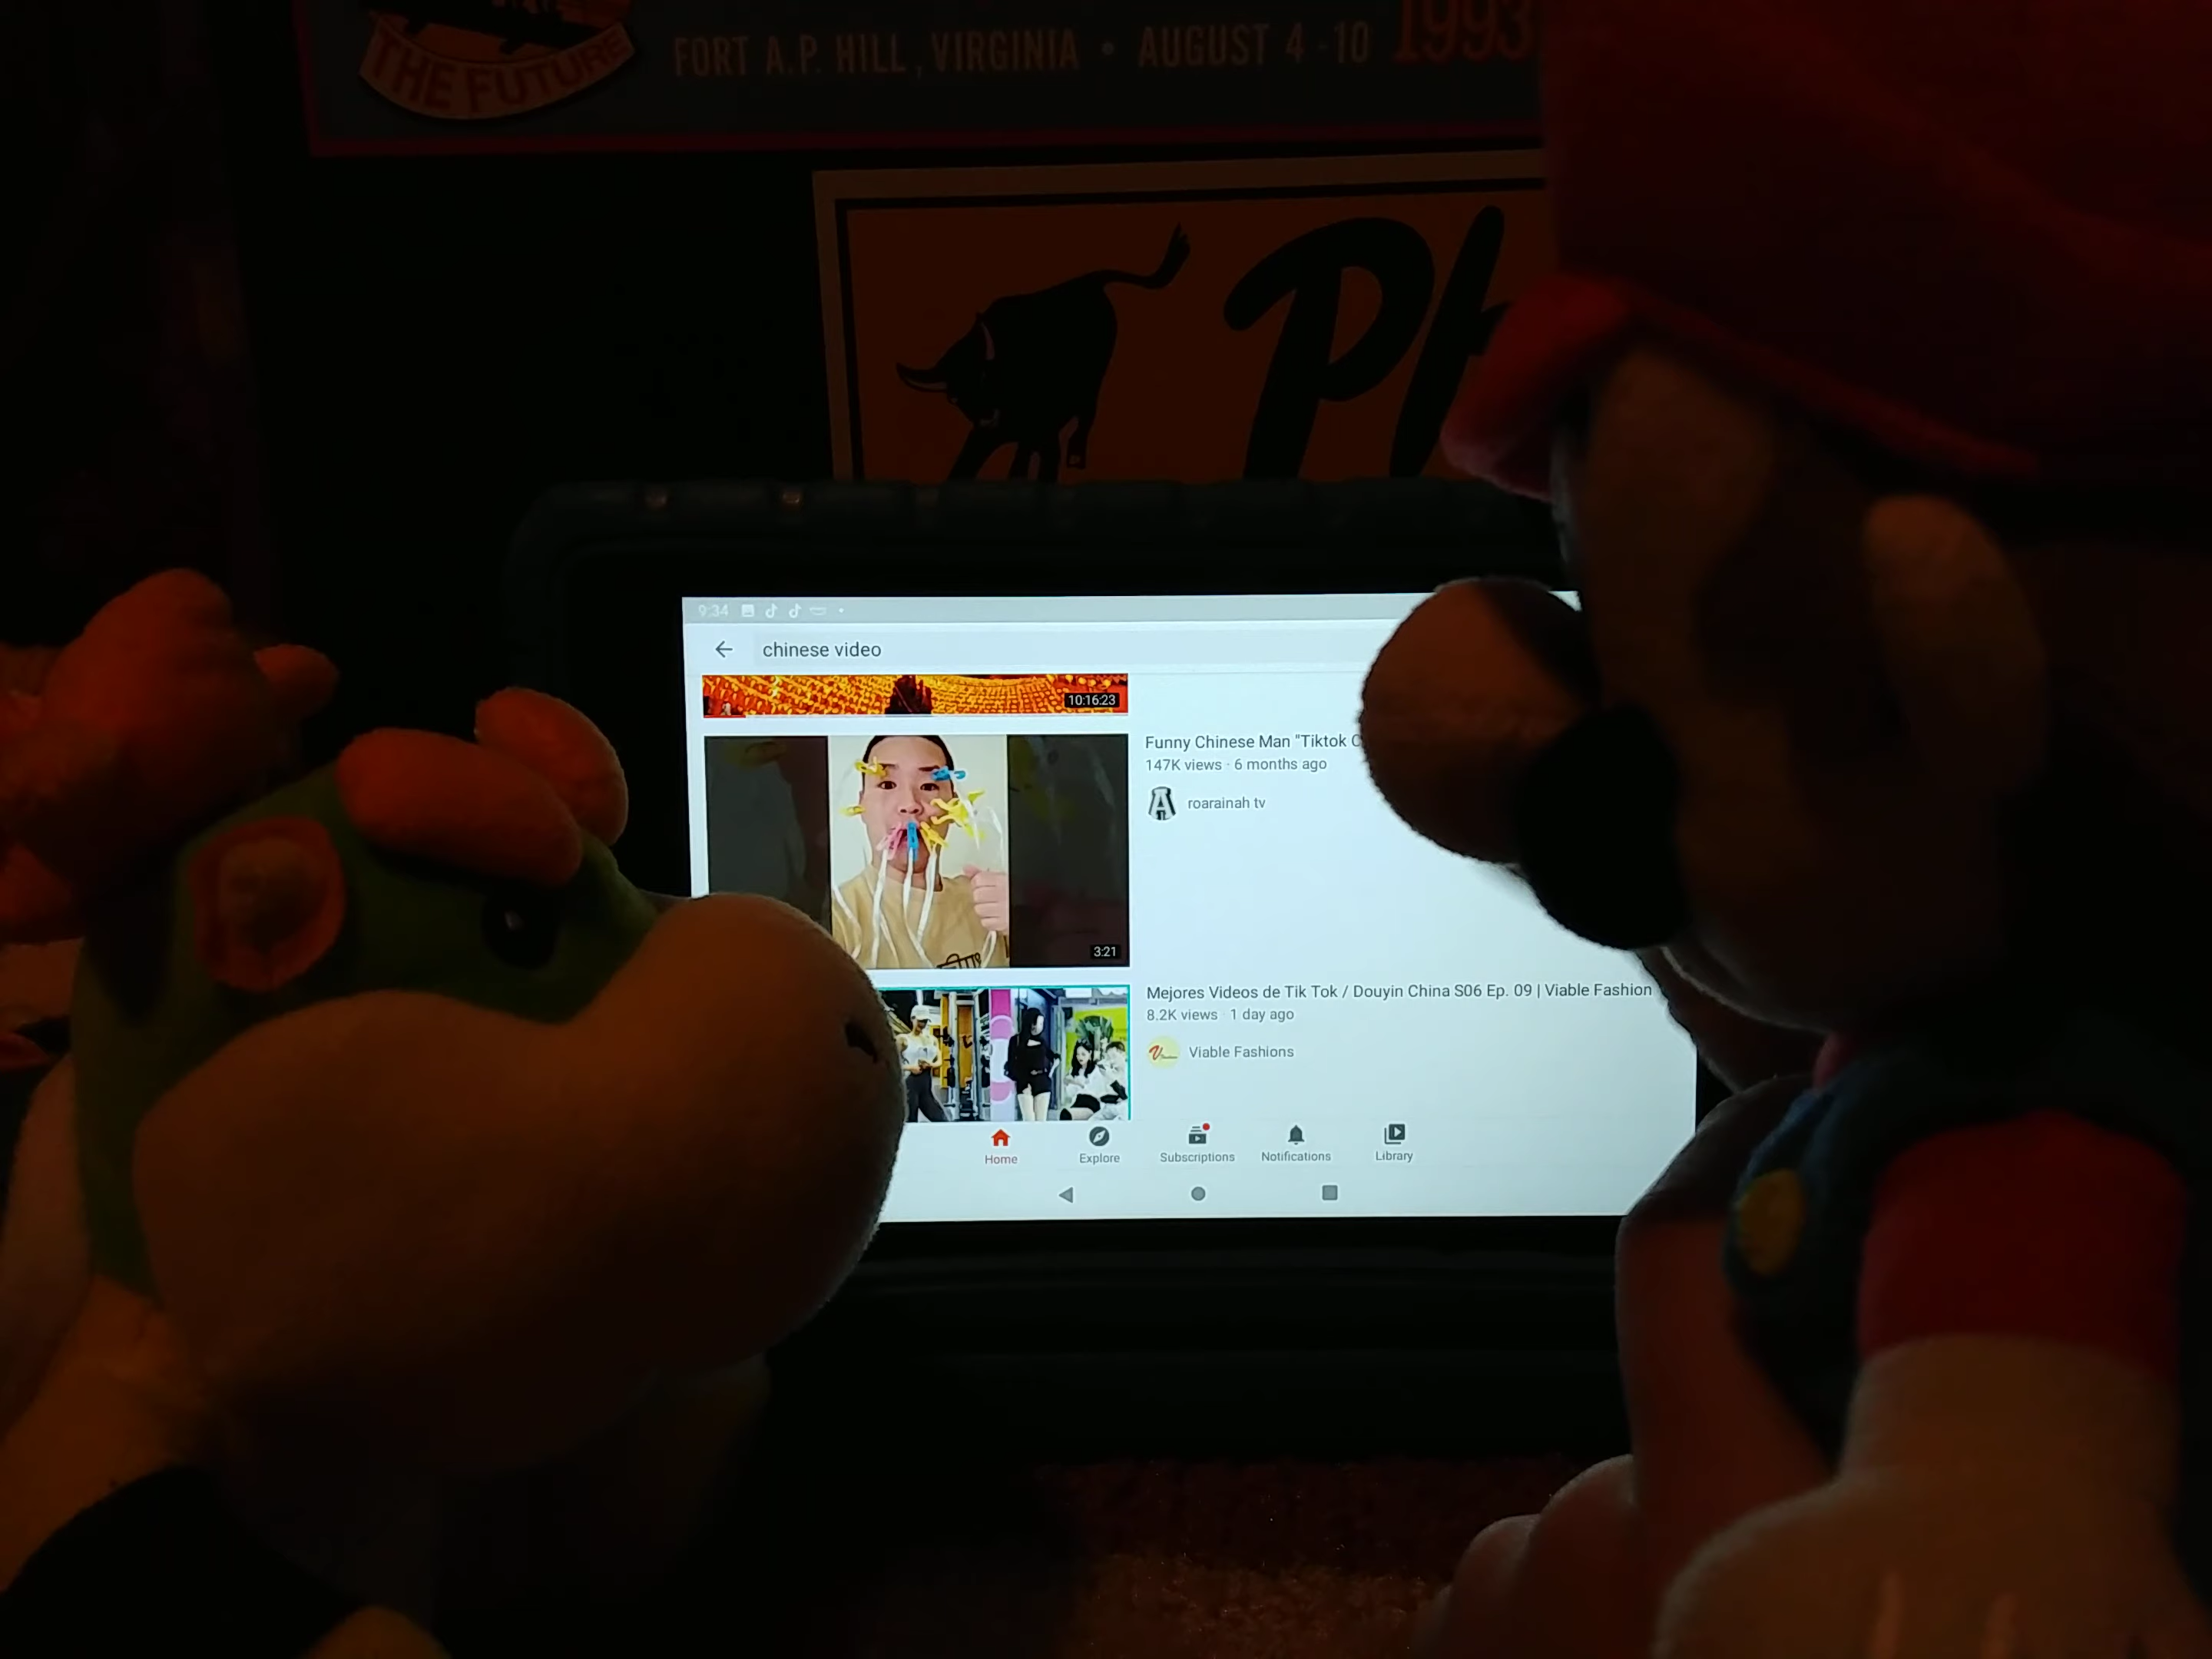 THE FUTURE
FORT A.P. HILL, VIRGINIA • AUGUST 4-10 1993
9:34
chinese video
10:16:23
Funny Chinese Man "Tiktok
147K views · 6 months ago
roarainah tv
3:21
Mejores Videos de Tik Tok / Douyin China S06 Ep. 09 | Viable Fashion
8.2K views · 1 day ago
Viable Fashions
Home Explore Subscriptions Notifications Library